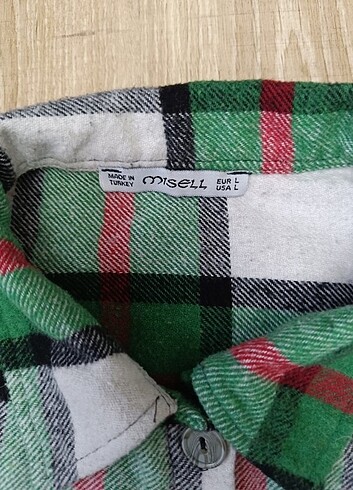 MADE IN
TURKEY
mISELL
EUR L
USA L